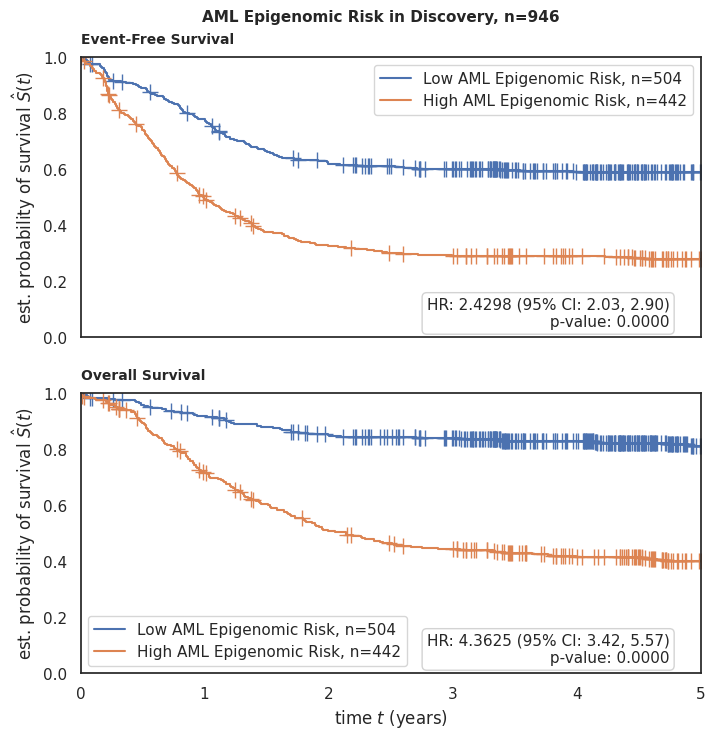 AML Epigenomic Risk in Discovery, n=946
Event-Free Survival
est. probability of survival Ŝ(t)
1.0
0.8
0.6
0.4
0.2
0.0
Low AML Epigenomic Risk, n=504
High AML Epigenomic Risk, n=442
HR: 2.4298 (95% CI: 2.03, 2.90)
p-value: 0.0000
Overall Survival
est. probability of survival Ŝ(t)
1.0
0.8
0.6
0.4
0.2
0.0
Low AML Epigenomic Risk, n=504
High AML Epigenomic Risk, n=442
HR: 4.3625 (95% CI: 3.42, 5.57)
p-value: 0.0000
0 1 2 3 4 5
time t (years)